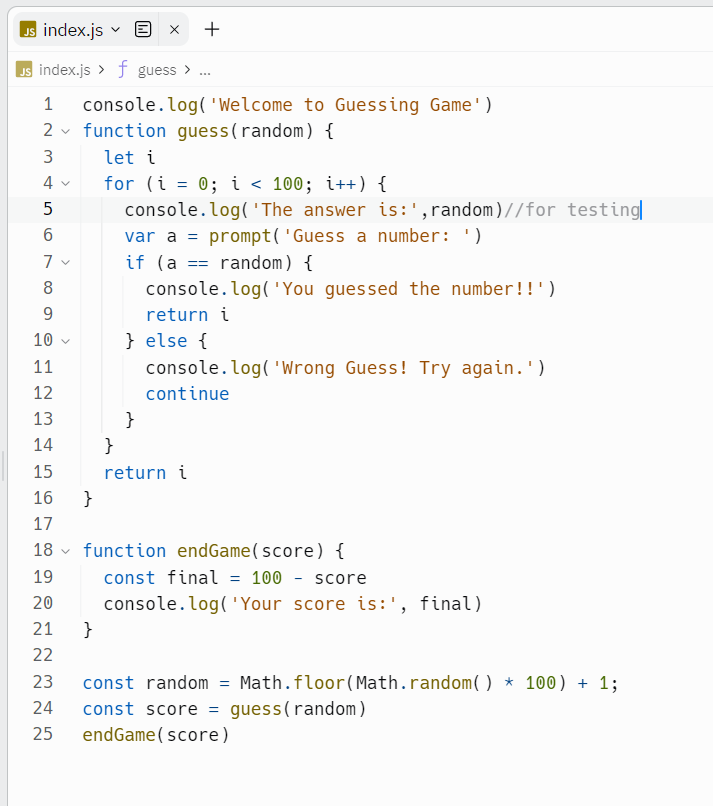 JS index.js
JS index.js > ƒ guess > ...
1 console.log('Welcome to Guessing Game')
2 function guess(random) {
3   let i
4   for (i = 0; i < 100; i++) {
5     console.log('The answer is:',random)//for testing
6     var a = prompt('Guess a number: ')
7     if (a == random) {
8       console.log('You guessed the number!!')
9       return i
10     } else {
11       console.log('Wrong Guess! Try again.')
12       continue
13     }
14   }
15   return i
16 }
17
18 function endGame(score) {
19   const final = 100 - score
20   console.log('Your score is:', final)
21 }
22
23 const random = Math.floor(Math.random() * 100) + 1;
24 const score = guess(random)
25 endGame(score)